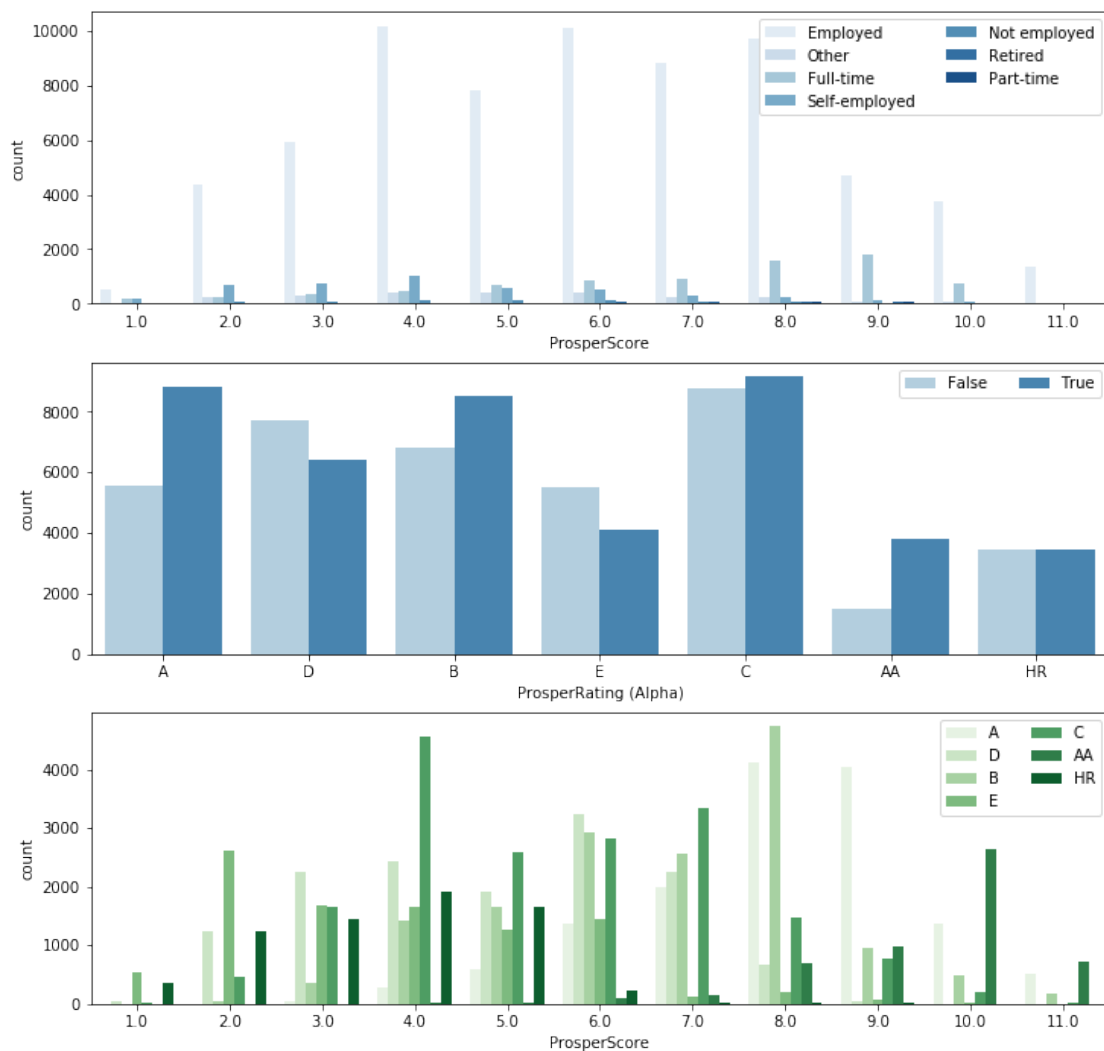 10000
8000
6000
4000
2000
0
count
Employed
Other
Full-time
Self-employed
Not employed
Retired
Part-time
1.0 2.0 3.0 4.0 5.0 6.0 7.0 8.0 9.0 10.0 11.0
ProsperScore
8000
6000
4000
2000
0
count
False True
A D B E C AA HR
ProsperRating (Alpha)
4000
3000
2000
1000
0
count
A
D
B
E
C
AA
HR
1.0 2.0 3.0 4.0 5.0 6.0 7.0 8.0 9.0 10.0 11.0
ProsperScore